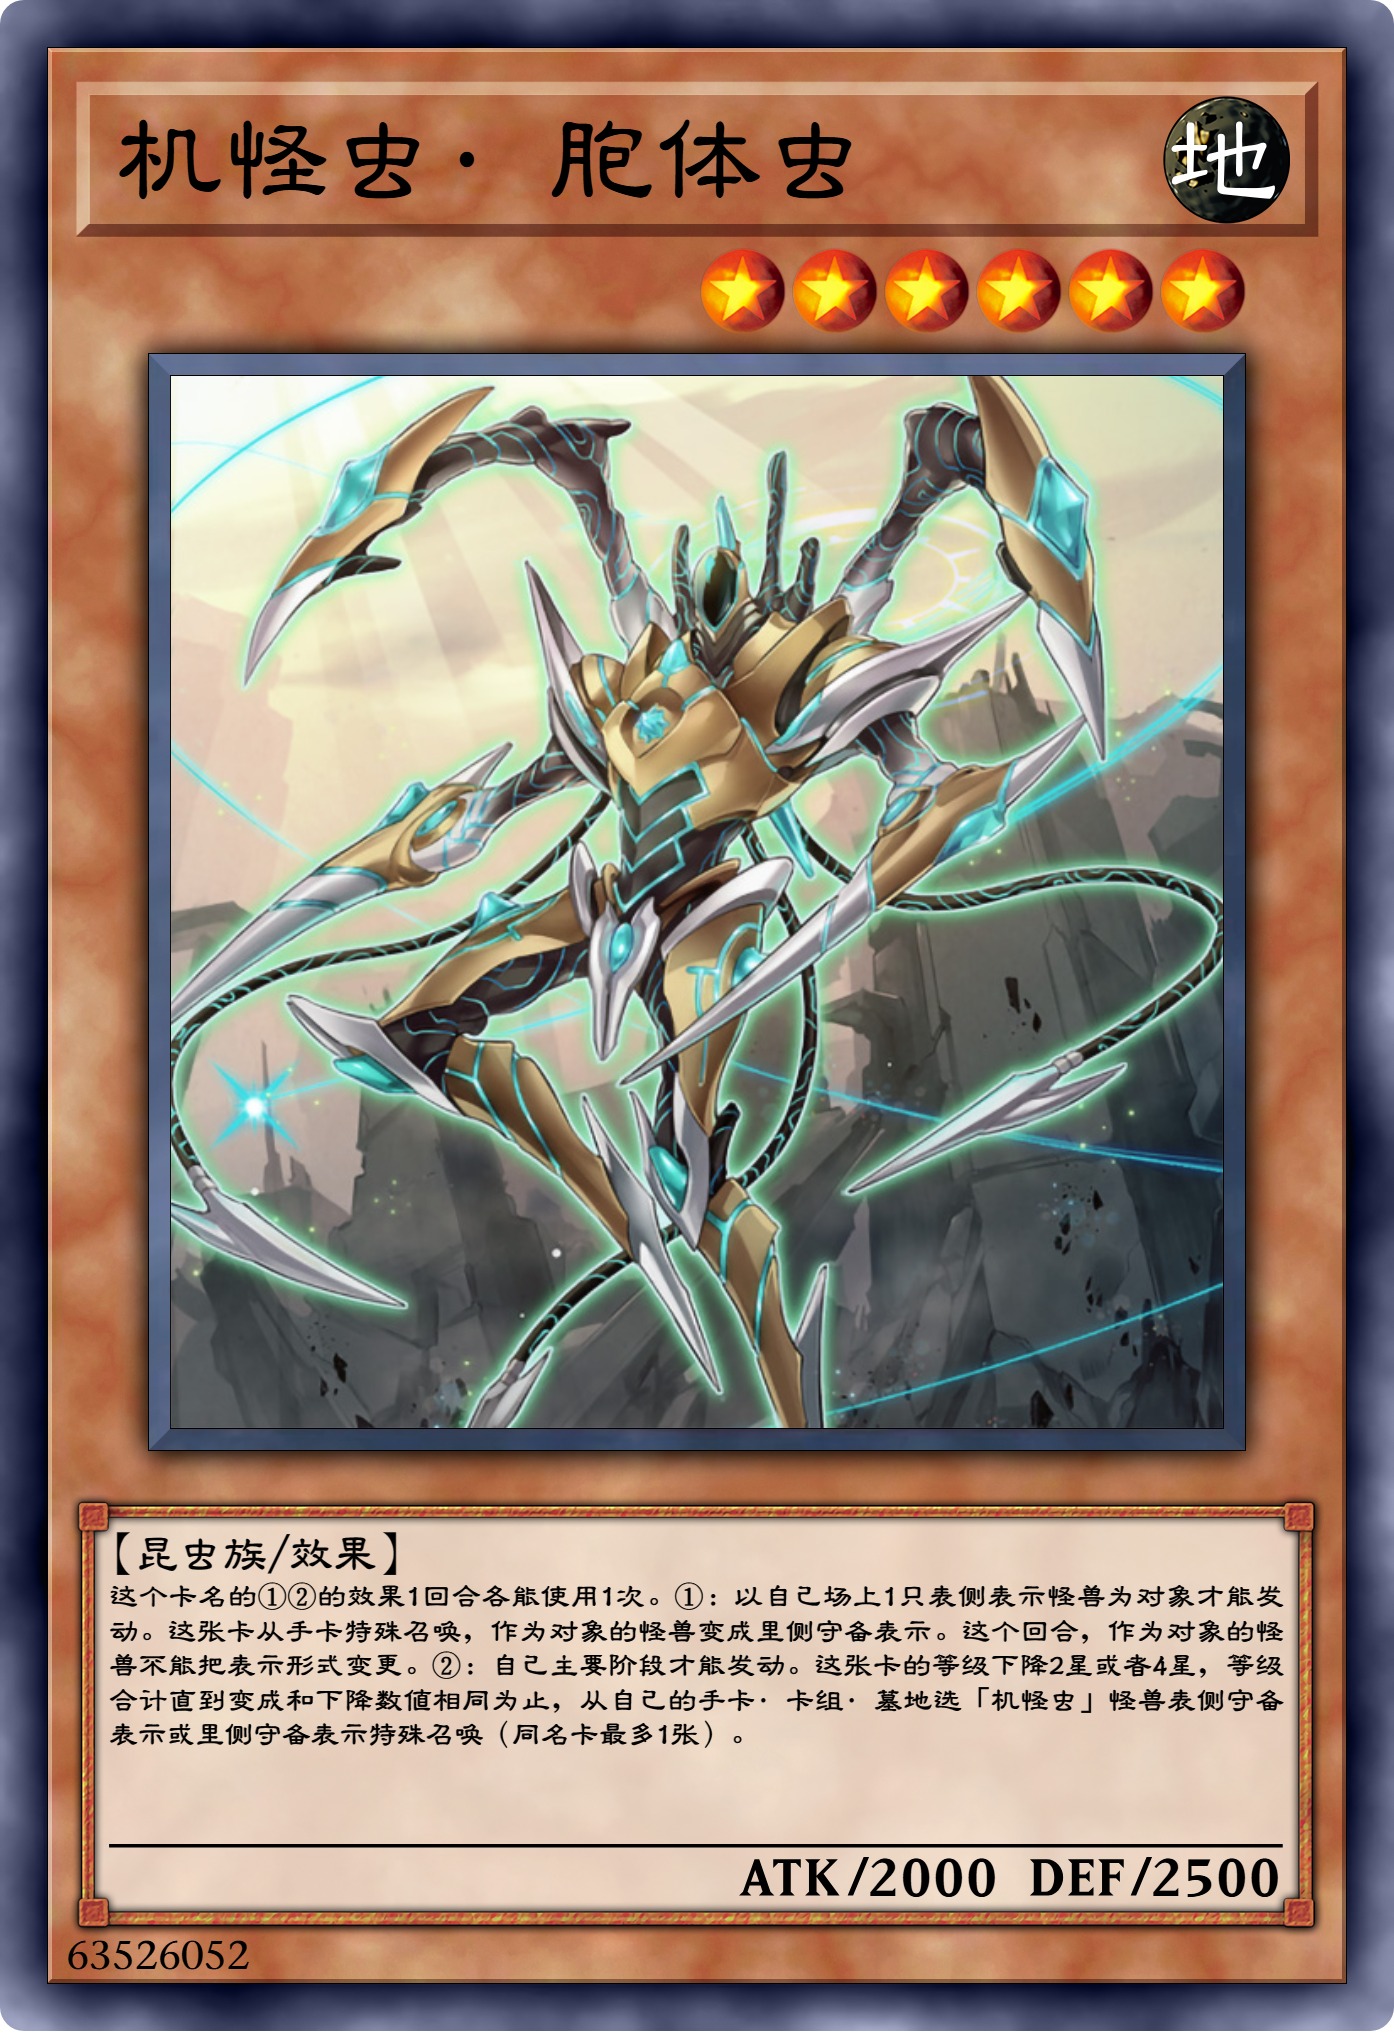 机怪虫·胞体虫
地
【昆虫族/效果】
这个卡名的①②的效果1回合各能使用1次。①：以自己场上1只表侧表示怪兽为对象才能发
动。这张卡从手卡特殊召唤，作为对象的怪兽变成里侧守备表示。这个回合，作为对象的怪
兽不能把表示形式变更。②：自己主要阶段才能发动。这张卡的等级下降2星或者4星，等级
合计直到变成和下降数值相同为止，从自己的手卡·卡组·墓地选「机怪虫」怪兽表侧守备
表示或里侧守备表示特殊召唤（同名卡最多1张）。
ATK/2000 DEF/2500
63526052